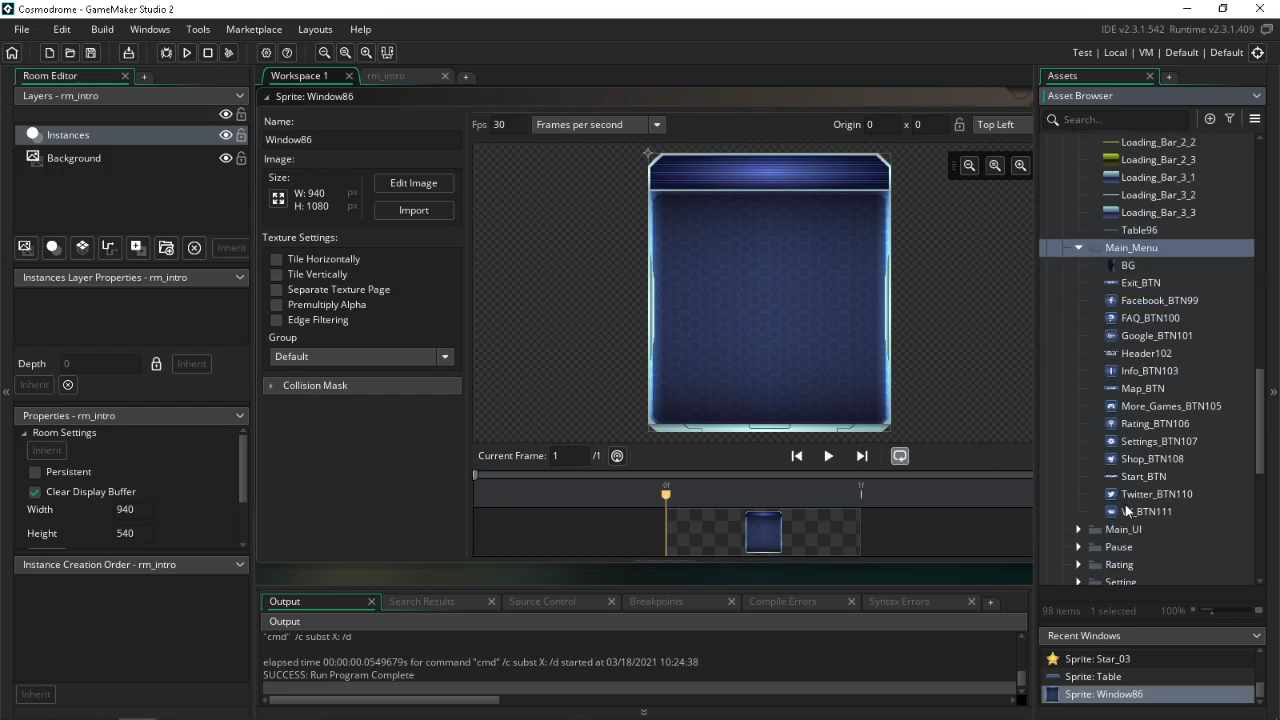 Cosmodrome - GameMaker Studio 2
File Edit Build Windows Tools Marketplace Layouts Help
IDE v2.3.1.542 Runtime v2.3.1.409
Test | Local | VM | Default | Default
Room Editor
Layers - rm_intro
Instances
Background
Inherit
Instances Layer Properties - rm_intro
Depth 0 Inherit
Inherit
Properties - rm_intro
Room Settings
Inherit
Persistent
Clear Display Buffer
Width 940
Height 540
Instance Creation Order - rm_intro
Inherit
Workspace 1 rm_intro
Sprite: Window86
Name:
Window86
Image:
Size:
W: 940 px
H: 1080 px
Edit Image
Import
Texture Settings:
Tile Horizontally
Tile Vertically
Separate Texture Page
Premultiply Alpha
Edge Filtering
Group
Default
Collision Mask
Fps 30 Frames per second Origin 0 x 0 Top Left
Current Frame: 1 /1
0f 1f
Output Search Results Source Control Breakpoints Compile Errors Syntax Errors
Output
"cmd" /c subst X: /d
elapsed time 00:00:00.0549679s for command "cmd" /c subst X: /d started at 03/18/2021 10:24:38
SUCCESS: Run Program Complete
Assets
Asset Browser
Search...
Loading_Bar_2_2
Loading_Bar_2_3
Loading_Bar_3_1
Loading_Bar_3_2
Loading_Bar_3_3
Table96
Main_Menu
BG
Exit_BTN
Facebook_BTN99
FAQ_BTN100
Google_BTN101
Header102
Info_BTN103
Map_BTN
More_Games_BTN105
Rating_BTN106
Settings_BTN107
Shop_BTN108
Start_BTN
Twitter_BTN110
_BTN111
Main_UI
Pause
Rating
Setting
98 items 1 selected 100%
Recent Windows
Sprite: Star_03
Sprite: Table
Sprite: Window86